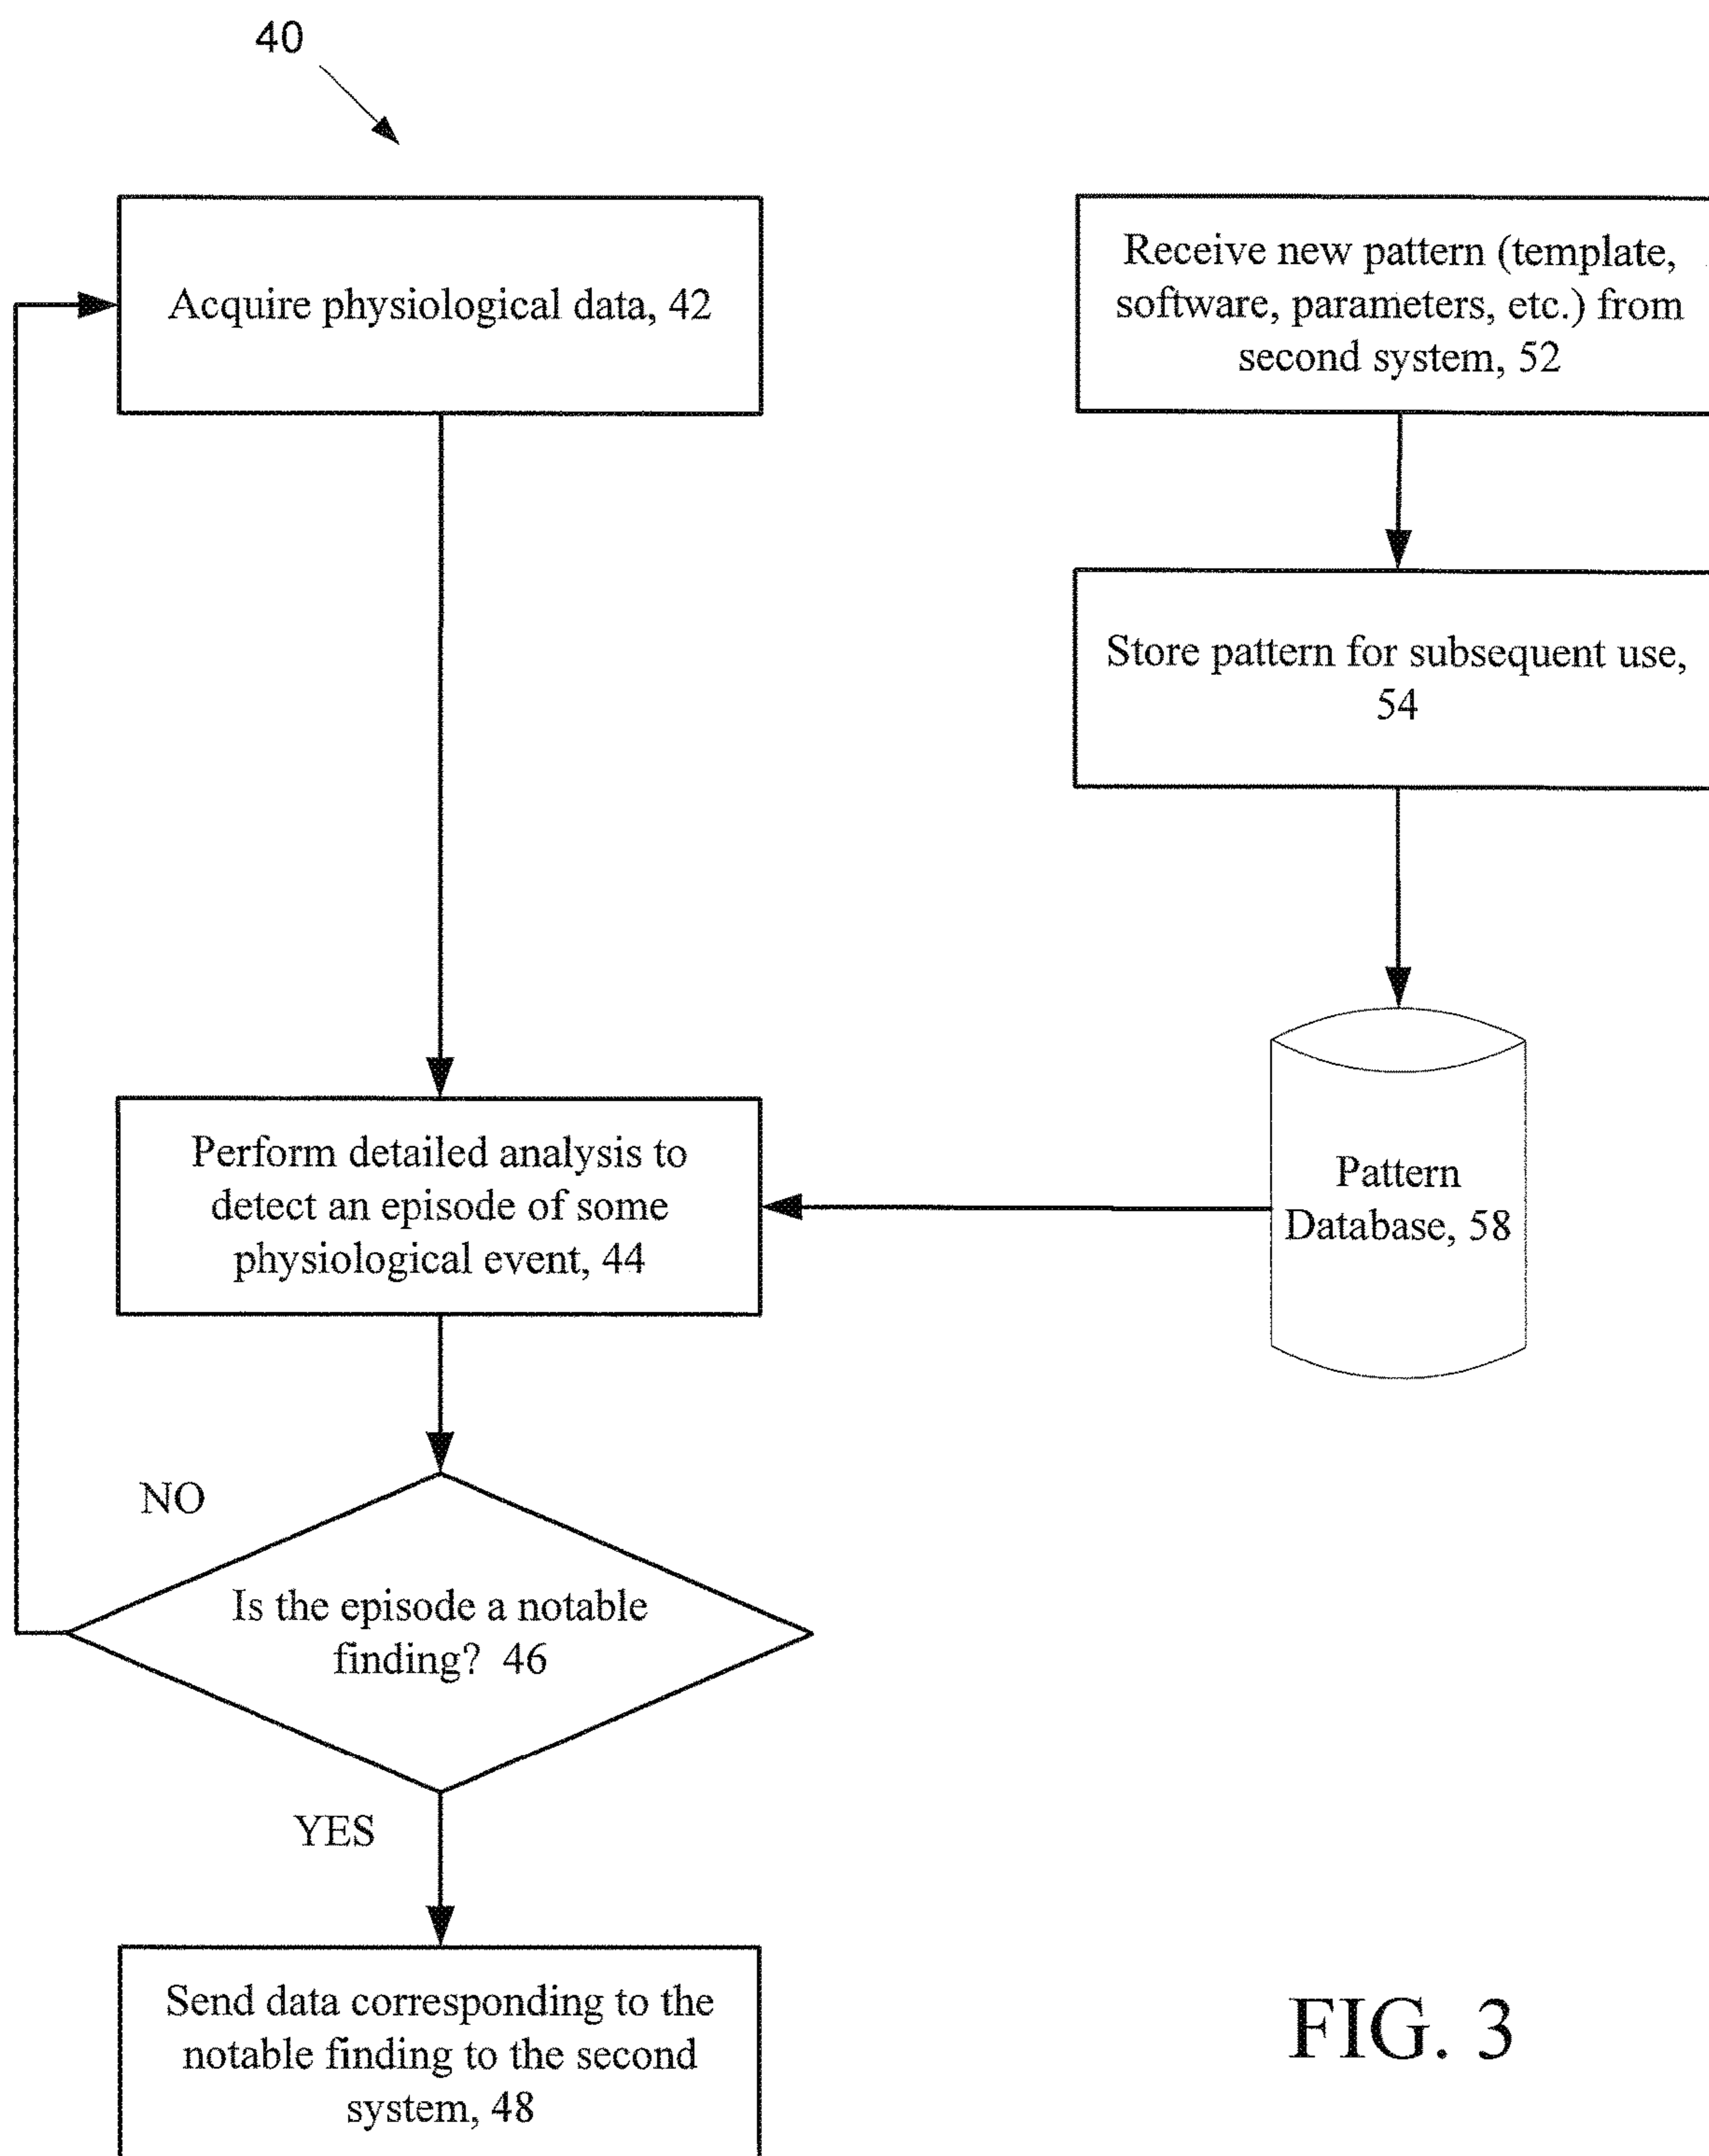 40
Acquire physiological data, 42
Receive new pattern (template,
software, parameters, etc.) from
second system, 52
Store pattern for subsequent use,
54
Perform detailed analysis to
detect an episode of some
physiological event, 44
Pattern
Database, 58
NO
Is the episode a notable
finding? 46
YES
Send data corresponding to the
notable finding to the second
system, 48
FIG. 3